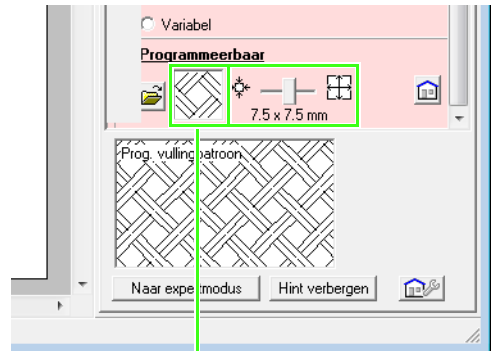 Variabel
Programmeerbaar
7.5 x 7.5 mm
Prog. vullingpatroon
Naar expertmodus
Hint verbergen